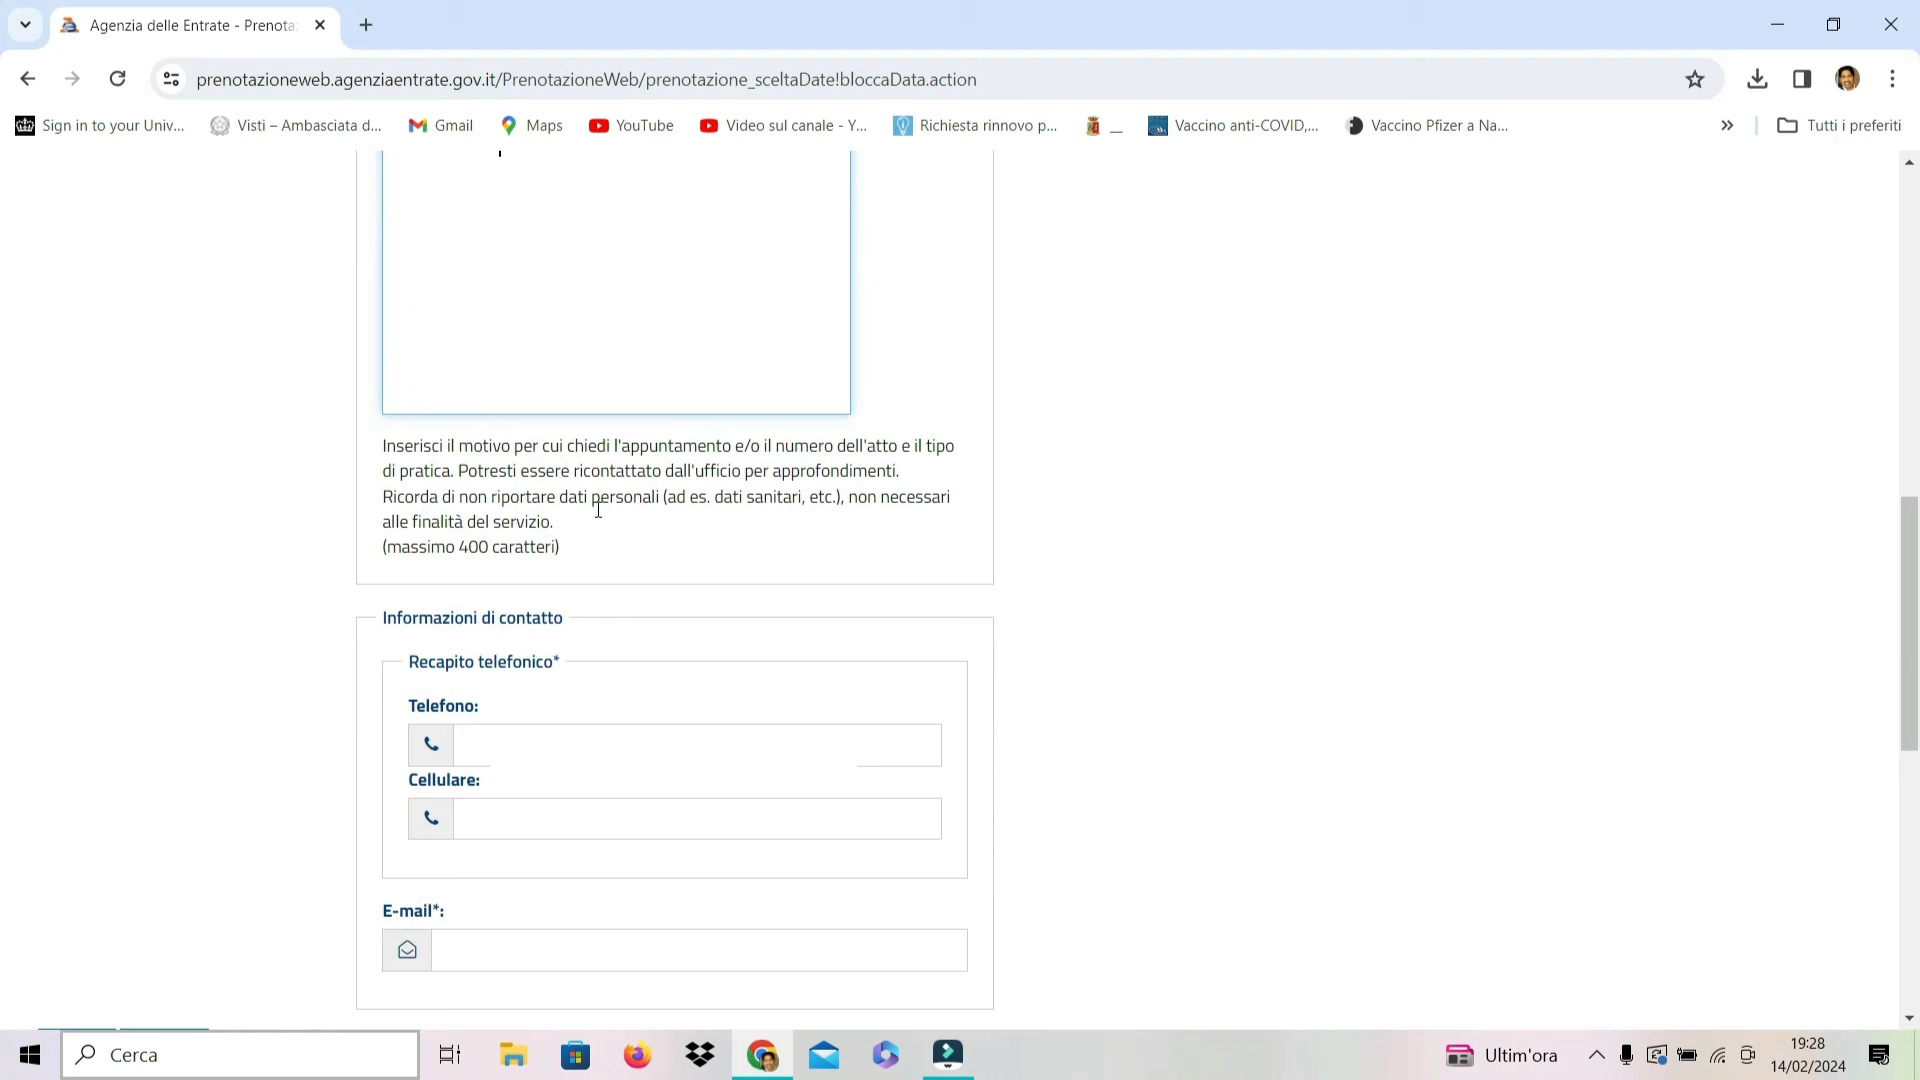 Agenzia delle Entrate - Prenota
prenotazioneweb.agenziaentrate.gov.it/PrenotazioneWeb/prenotazione_sceltaDate!bloccaData.action
Sign in to your Univ...
Visti – Ambasciata d...
Gmail
Maps
YouTube
Video sul canale - Y...
Richiesta rinnovo p...
__
Vaccino anti-COVID,...
Vaccino Pfizer a Na...
Tutti i preferiti
Inserisci il motivo per cui chiedi l'appuntamento e/o il numero dell'atto e il tipo
di pratica. Potresti essere ricontattato dall'ufficio per approfondimenti.
Ricorda di non riportare dati personali (ad es. dati sanitari, etc.), non necessari
alle finalità del servizio.
(massimo 400 caratteri)
Informazioni di contatto
Recapito telefonico*
Telefono:
Cellulare:
E-mail*:
Cerca
Ultim'ora
19:28
14/02/2024